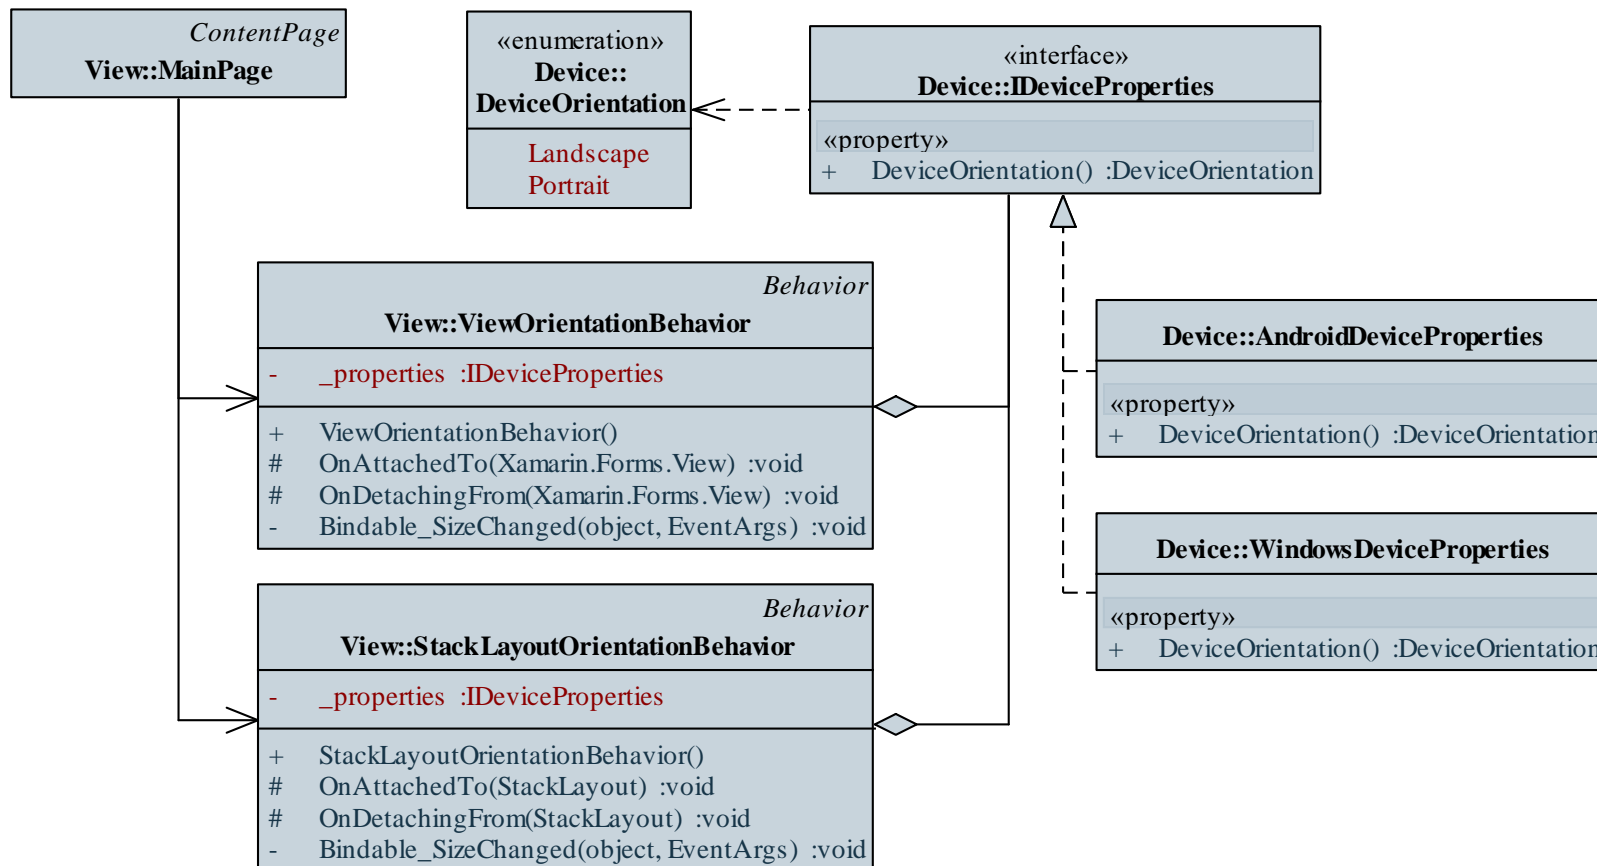 ContentPage
View::MainPage
«enumeration»
Device::
DeviceOrientation
Landscape
Portrait
«interface»
Device::IDeviceProperties
«property»
+ DeviceOrientation() :DeviceOrientation
Behavior
View::ViewOrientationBehavior
- _properties :IDeviceProperties
+ ViewOrientationBehavior()
# OnAttachedTo(Xamarin.Forms.View) :void
# OnDetachingFrom(Xamarin.Forms.View) :void
- Bindable_SizeChanged(object, EventArgs) :void
Device::AndroidDeviceProperties
«property»
+ DeviceOrientation() :DeviceOrientation
Device::WindowsDeviceProperties
«property»
+ DeviceOrientation() :DeviceOrientation
Behavior
View::StackLayoutOrientationBehavior
- _properties :IDeviceProperties
+ StackLayoutOrientationBehavior()
# OnAttachedTo(StackLayout) :void
# OnDetachingFrom(StackLayout) :void
- Bindable_SizeChanged(object, EventArgs) :void